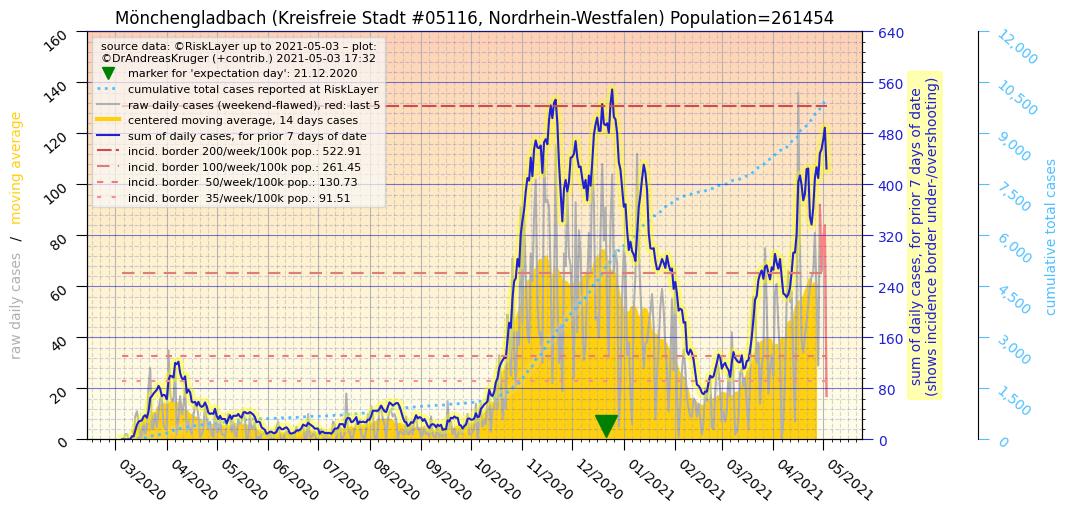 Mönchengladbach (Kreisfreie Stadt #05116, Nordrhein-Westfalen) Population=261454
source data: ©RiskLayer up to 2021-05-03 – plot:
©DrAndreasKruger (+contrib.) 2021-05-03 17:32
marker for 'expectation day': 21.12.2020
cumulative total cases reported at RiskLayer
raw daily cases (weekend-flawed), red: last 5
centered moving average, 14 days cases
sum of daily cases, for prior 7 days of date
incid. border 200/week/100k pop.: 522.91
incid. border 100/week/100k pop.: 261.45
incid. border  50/week/100k pop.: 130.73
incid. border  35/week/100k pop.: 91.51
raw daily cases / moving average
160
140
120
100
80
60
40
20
0
03/2020
04/2020
05/2020
06/2020
07/2020
08/2020
09/2020
10/2020
11/2020
12/2020
01/2021
02/2021
03/2021
04/2021
05/2021
640
560
480
400
320
240
160
80
0
sum of daily cases, for prior 7 days of date
(shows incidence border under-/overshooting)
12,000
10,500
9,000
7,500
6,000
4,500
3,000
1,500
0
cumulative total cases